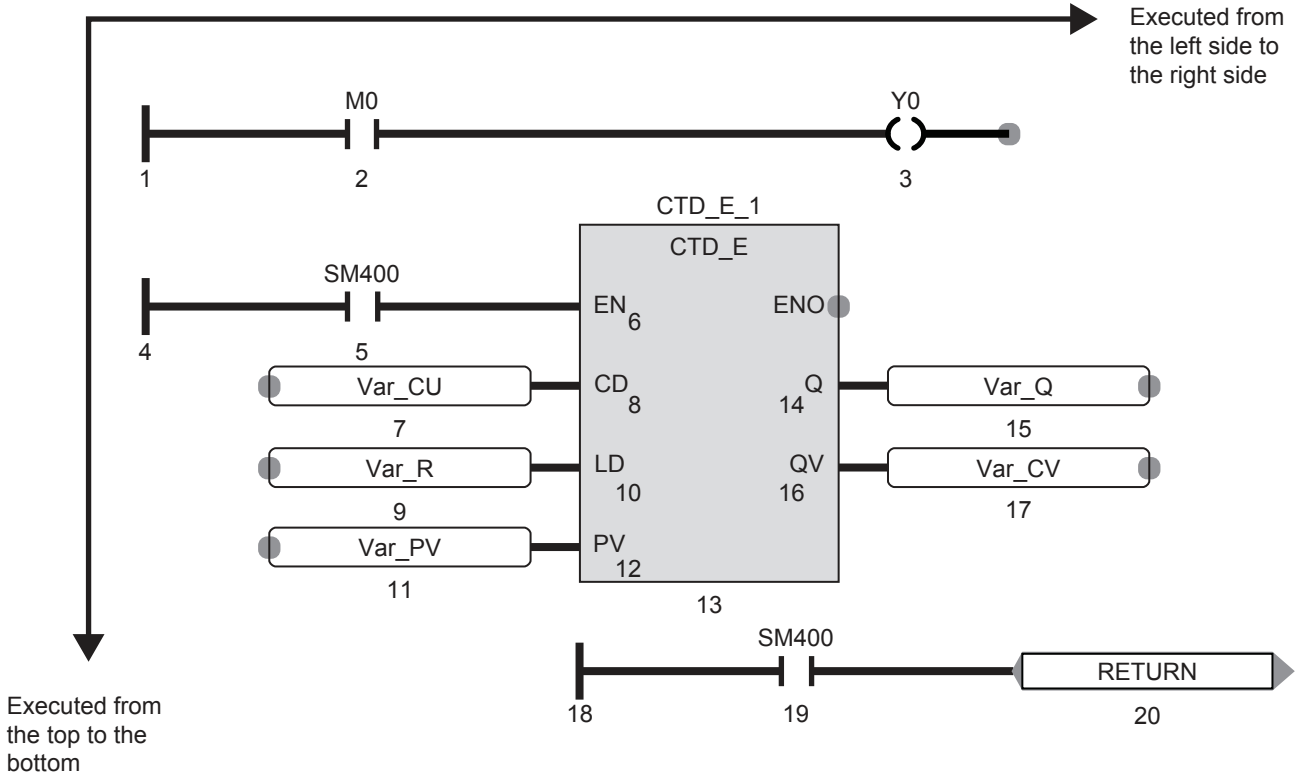 Executed from
the left side to
the right side
M0
Y0
1
2
3
CTD_E_1
CTD_E
SM400
EN
6
ENO
4
5
Var_CU
CD
8
Q
14
Var_Q
7
15
Var_R
LD
10
QV
16
Var_CV
9
17
Var_PV
PV
12
11
13
SM400
RETURN
18
19
20
Executed from
the top to the
bottom